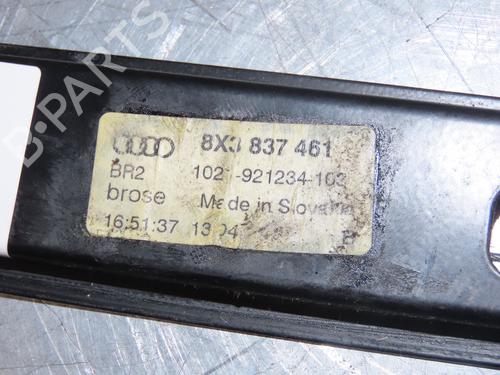 8X3 837 461
BR2 102 -921234-103
brose Made in Slovakia
16:51:37 13 04
B-PARTS